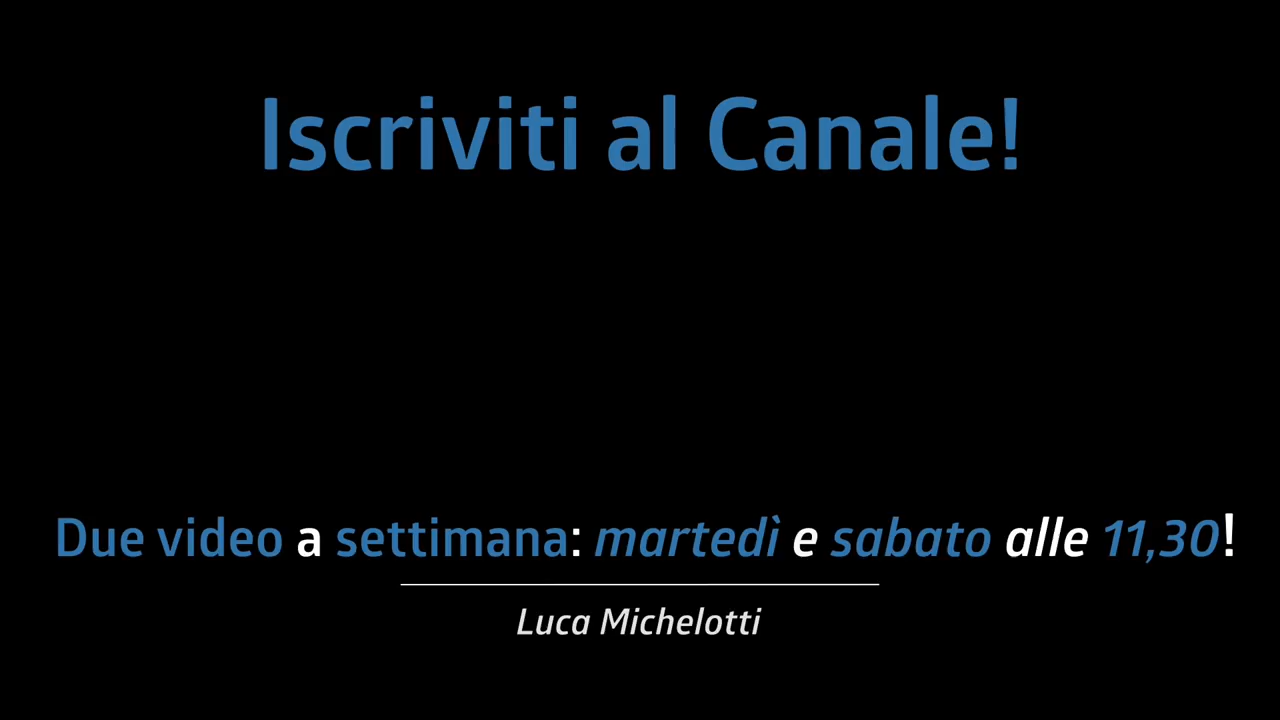 Iscriviti al Canale!
Due video a settimana: martedì e sabato alle 11,30!
Luca Michelotti